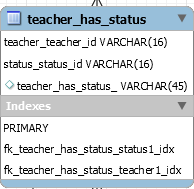 teacher_has_status
teacher_teacher_id VARCHAR(16)
status_status_id VARCHAR(16)
teacher_has_status_ VARCHAR(45)
Indexes
PRIMARY
fk_teacher_has_status_status1_idx
fk_teacher_has_status_teacher1_idx